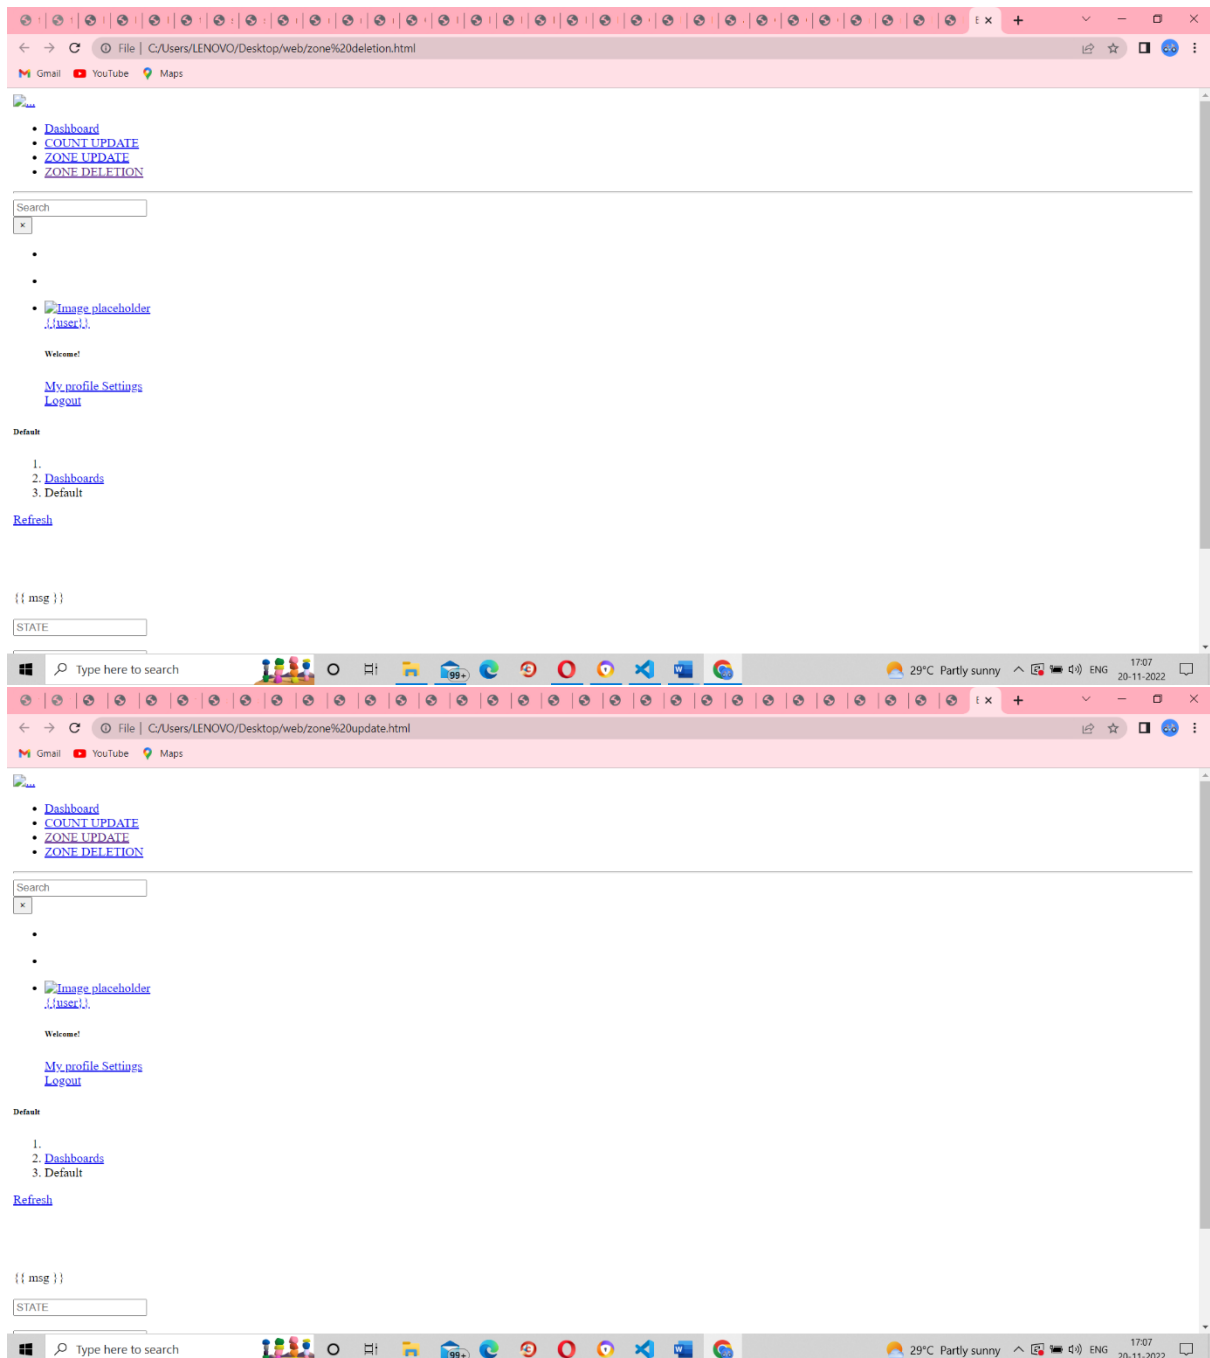 File | C:/Users/LENOVO/Desktop/web/zone%20deletion.html
Gmail YouTube Maps
...
Dashboard
COUNT UPDATE
ZONE UPDATE
ZONE DELETION
Search
×
Image placeholder
{{user}}
Welcome!
My profile Settings
Logout
Default
1.
2. Dashboards
3. Default
Refresh
{{ msg }}
STATE
Type here to search
99+
29°C Partly sunny
ENG
17:07
20-11-2022
File | C:/Users/LENOVO/Desktop/web/zone%20update.html
Gmail YouTube Maps
...
Dashboard
COUNT UPDATE
ZONE UPDATE
ZONE DELETION
Search
×
Image placeholder
{{user}}
Welcome!
My profile Settings
Logout
Default
1.
2. Dashboards
3. Default
Refresh
{{ msg }}
STATE
Type here to search
99+
29°C Partly sunny
ENG
17:07
20-11-2022